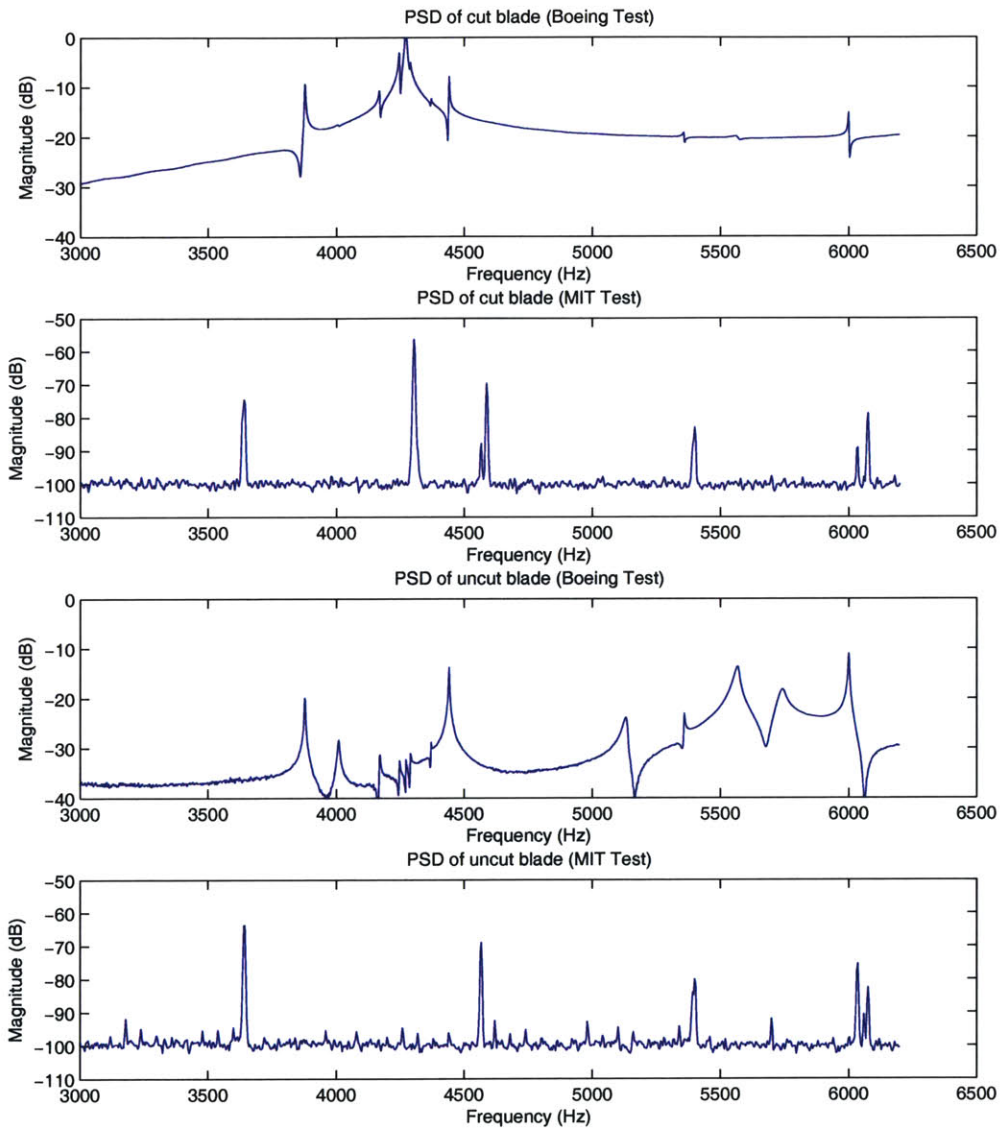 PSD of cut blade (Boeing Test)
Magnitude (dB)
0
−10
−20
−30
−40
3000 3500 4000 4500 5000 5500 6000 6500
Frequency (Hz)
PSD of cut blade (MIT Test)
Magnitude (dB)
−50
−60
−70
−80
−90
−100
−110
3000 3500 4000 4500 5000 5500 6000 6500
Frequency (Hz)
PSD of uncut blade (Boeing Test)
Magnitude (dB)
0
−10
−20
−30
−40
3000 3500 4000 4500 5000 5500 6000 6500
Frequency (Hz)
PSD of uncut blade (MIT Test)
Magnitude (dB)
−50
−60
−70
−80
−90
−100
−110
3000 3500 4000 4500 5000 5500 6000 6500
Frequency (Hz)